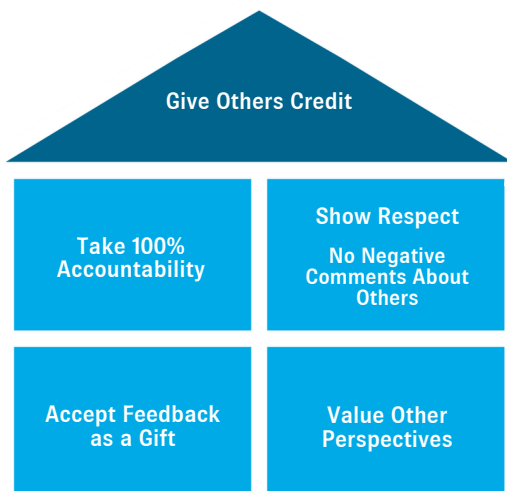 Give Others Credit
Take 100%
Accountability
Show Respect
No Negative
Comments About
Others
Accept Feedback
as a Gift
Value Other
Perspectives